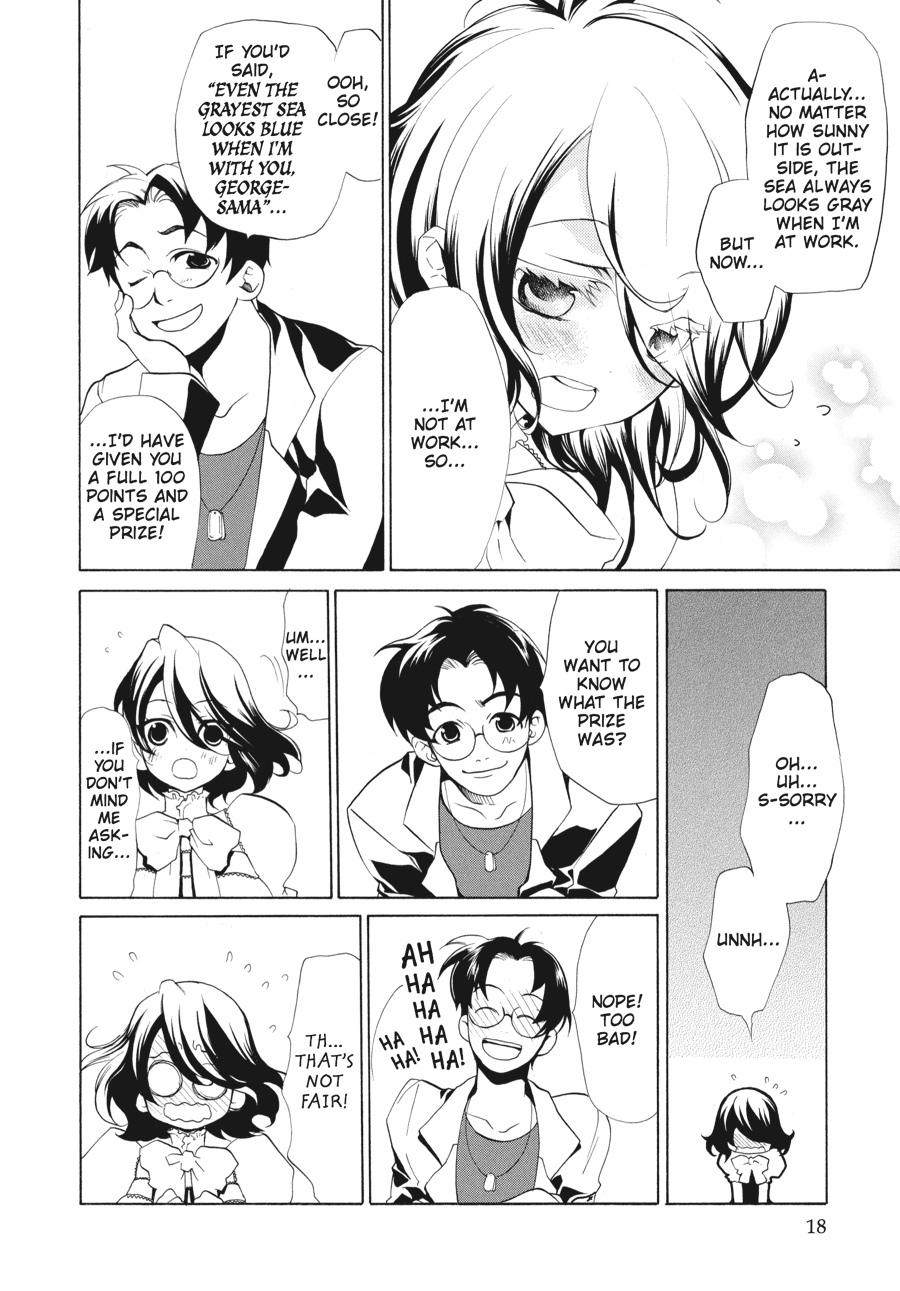 A-
ACTUALLY...
NO MATTER
HOW SUNNY
IT IS OUT-
SIDE, THE
SEA ALWAYS
LOOKS GRAY
WHEN I'M
AT WORK.
BUT
NOW...
...I'M
NOT AT
WORK...
SO...
OOH,
SO
CLOSE!
IF YOU'D
SAID,
"EVEN THE
GRAYEST SEA
LOOKS BLUE
WHEN I'M
WITH YOU,
GEORGE-
SAMA"...
...I'D HAVE
GIVEN YOU
A FULL 100
POINTS AND
A SPECIAL
PRIZE!
OH...
UH...
S-SORRY
...
UNNH...
YOU
WANT TO
KNOW
WHAT THE
PRIZE
WAS?
UM...
WELL
...
...IF
YOU
DON'T
MIND
ME
ASK-
ING...
NOPE!
TOO
BAD!
AH
HA
HA
HA
HA!
HA
HA!
TH...
THAT'S
NOT
FAIR!
18